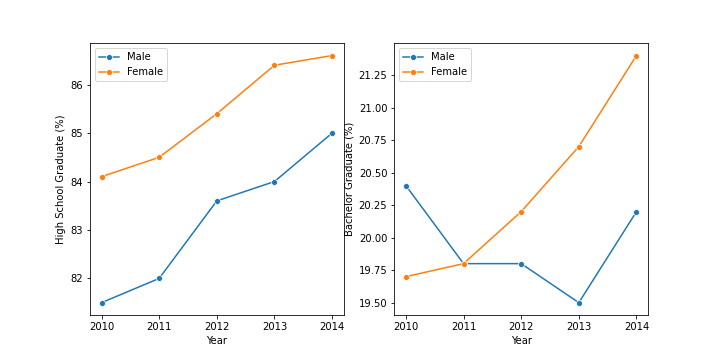 Male
Female
High School Graduate (%)
86
85
84
83
82
2010 2011 2012 2013 2014
Year
Male
Female
Bachelor Graduate (%)
21.25
21.00
20.75
20.50
20.25
20.00
19.75
19.50
2010 2011 2012 2013 2014
Year